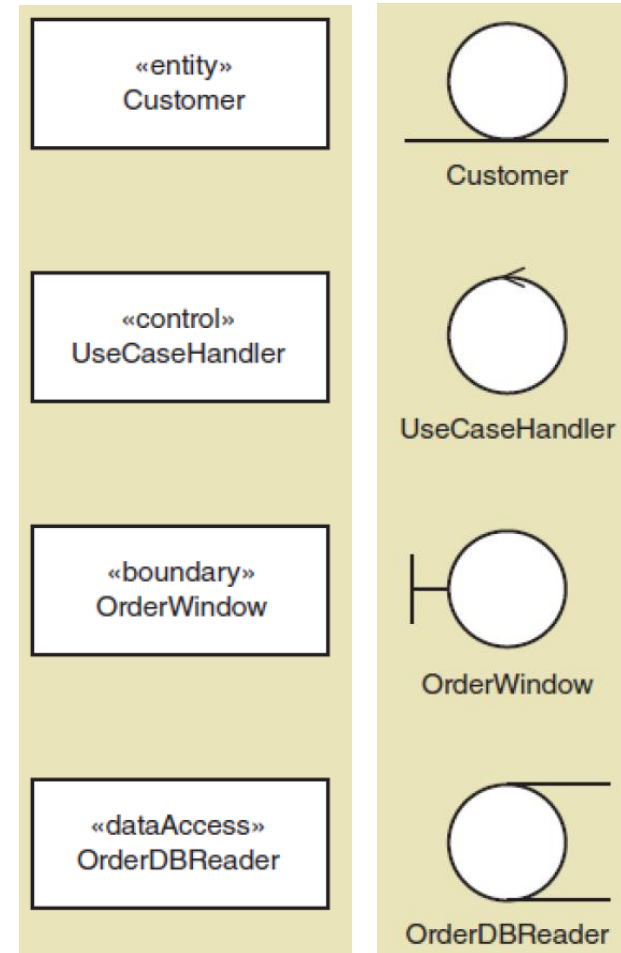 «entity»
Customer
Customer
«control»
UseCaseHandler
UseCaseHandler
«boundary»
OrderWindow
OrderWindow
«dataAccess»
OrderDBReader
OrderDBReader